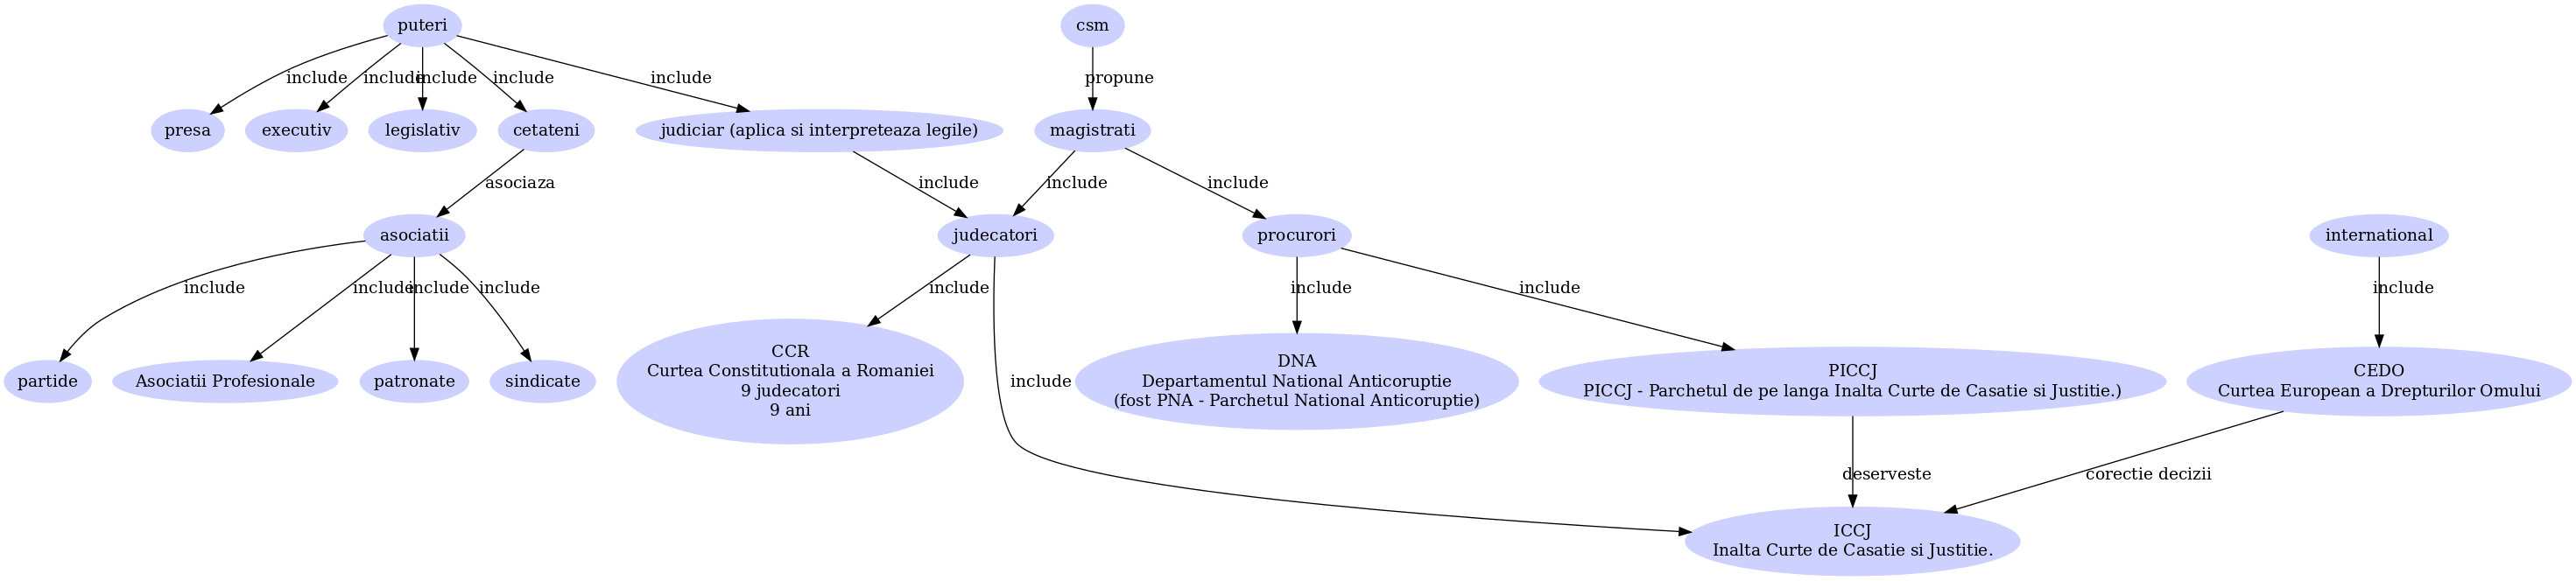 puteri
csm
include
include
include
include
include
propune
presa
executiv
legislativ
cetateni
judiciar (aplica si interpreteaza legile)
magistrati
asociaza
include
include
include
asociatii
judecatori
procurori
international
include
include
include
include
include
include
include
include
partide
Asociatii Profesionale
patronate
sindicate
CCR
Curtea Constitutionala a Romaniei
9 judecatori
9 ani
include
DNA
Departamentul National Anticoruptie
(fost PNA - Parchetul National Anticoruptie)
PICCJ
PICCJ - Parchetul de pe langa Inalta Curte de Casatie si Justitie.)
CEDO
Curtea European a Drepturilor Omului
deserveste
corectie decizii
ICCJ
Inalta Curte de Casatie si Justitie.